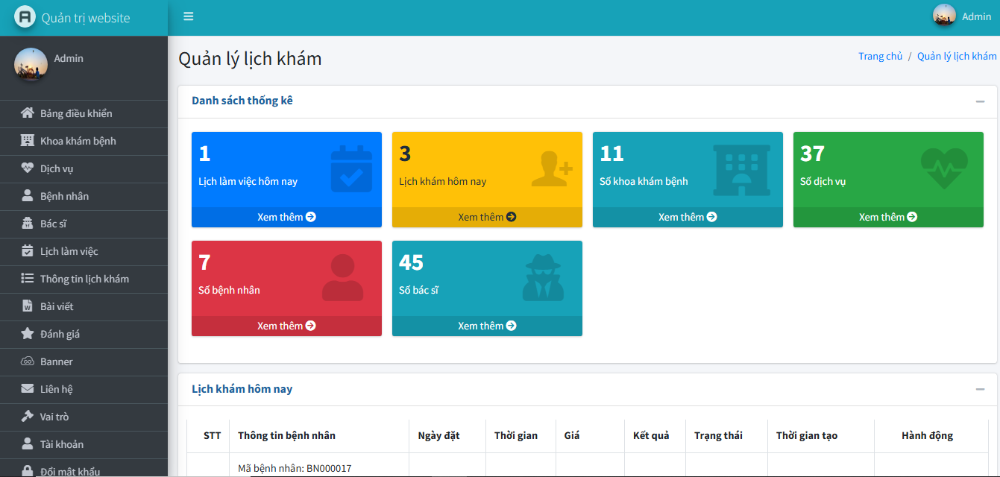 Quản trị website
Admin
Admin
Quản lý lịch khám
Trang chủ / Quản lý lịch khám
Bảng điều khiển
Khoa khám bệnh
Dịch vụ
Bệnh nhân
Bác sĩ
Lịch làm việc
Thông tin lịch khám
Bài viết
Đánh giá
Banner
Liên hệ
Vai trò
Tài khoản
Đổi mật khẩu
Danh sách thống kê
1
Lịch làm việc hôm nay
Xem thêm
3
Lịch khám hôm nay
Xem thêm
11
Số khoa khám bệnh
Xem thêm
37
Số dịch vụ
Xem thêm
7
Số bệnh nhân
Xem thêm
45
Số bác sĩ
Xem thêm
Lịch khám hôm nay
STT Thông tin bệnh nhân Ngày đặt Thời gian Giá Kết quả Trạng thái Thời gian tạo Hành động
Mã bệnh nhân: BN000017